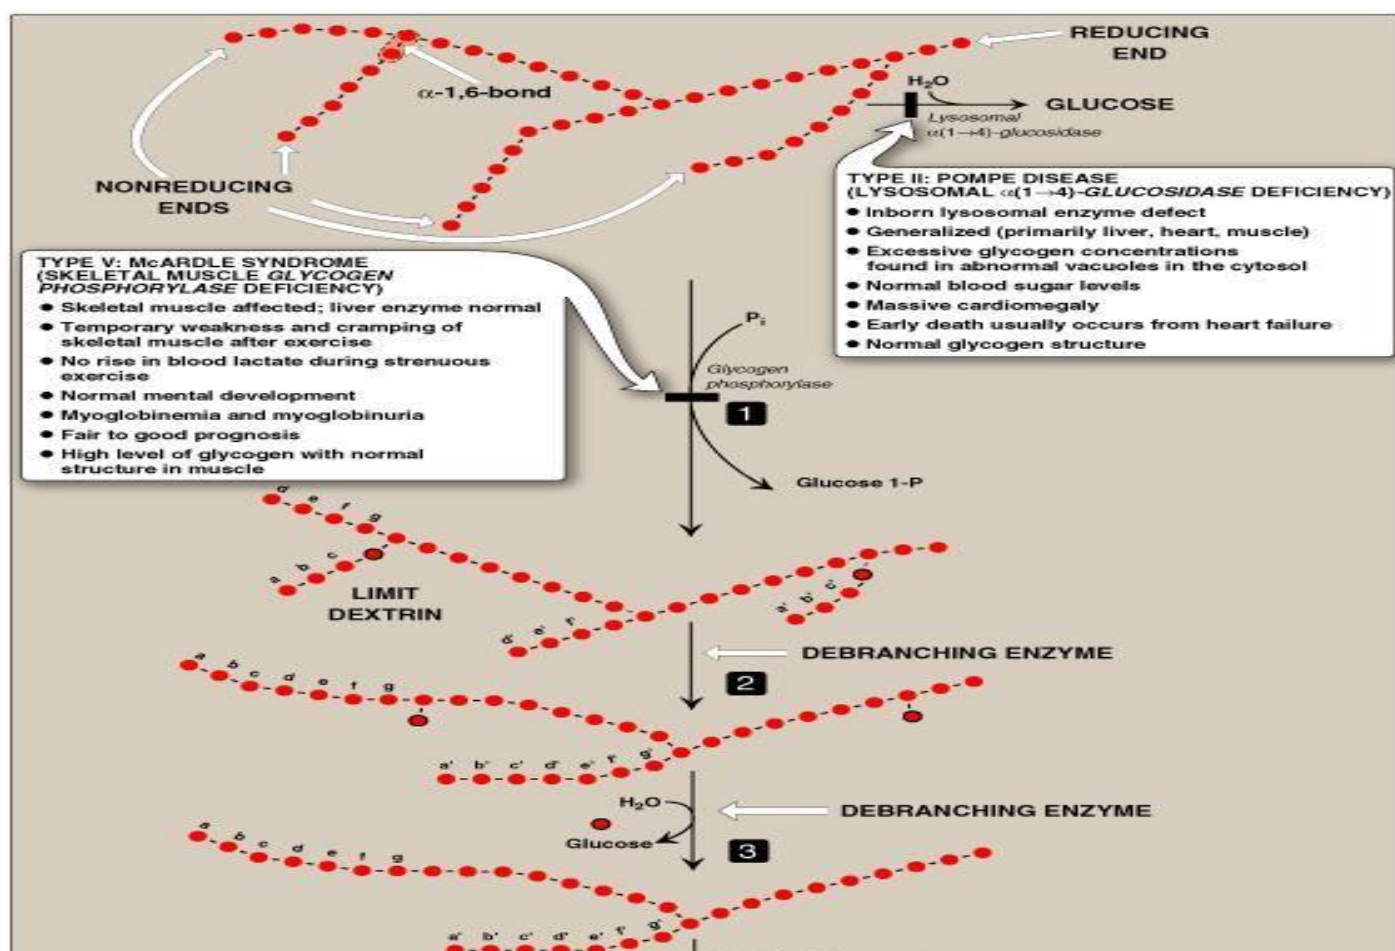 REDUCING
END
α-1,6-bond
H₂O
GLUCOSE
Lysosomal
α(1→4)-glucosidase
NONREDUCING
ENDS
TYPE II: POMPE DISEASE
(LYSOSOMAL α(1→4)-GLUCOSIDASE DEFICIENCY)
● Inborn lysosomal enzyme defect
● Generalized (primarily liver, heart, muscle)
● Excessive glycogen concentrations
found in abnormal vacuoles in the cytosol
● Normal blood sugar levels
● Massive cardiomegaly
● Early death usually occurs from heart failure
● Normal glycogen structure
TYPE V: McARDLE SYNDROME
(SKELETAL MUSCLE GLYCOGEN
PHOSPHORYLASE DEFICIENCY)
● Skeletal muscle affected; liver enzyme normal
● Temporary weakness and cramping of
skeletal muscle after exercise
● No rise in blood lactate during strenuous
exercise
● Normal mental development
● Myoglobinemia and myoglobinuria
● Fair to good prognosis
● High level of glycogen with normal
structure in muscle
Pᵢ
Glycogen
phosphorylase
1
Glucose 1-P
d e f g
a b c
LIMIT
DEXTRIN
d' e' f'
a' b' c'
DEBRANCHING ENZYME
2
a b c d e f g
a' b' c' d' e' f' g'
H₂O
DEBRANCHING ENZYME
Glucose
3
a b c d e f g
a' b' c' d' e' f' g'